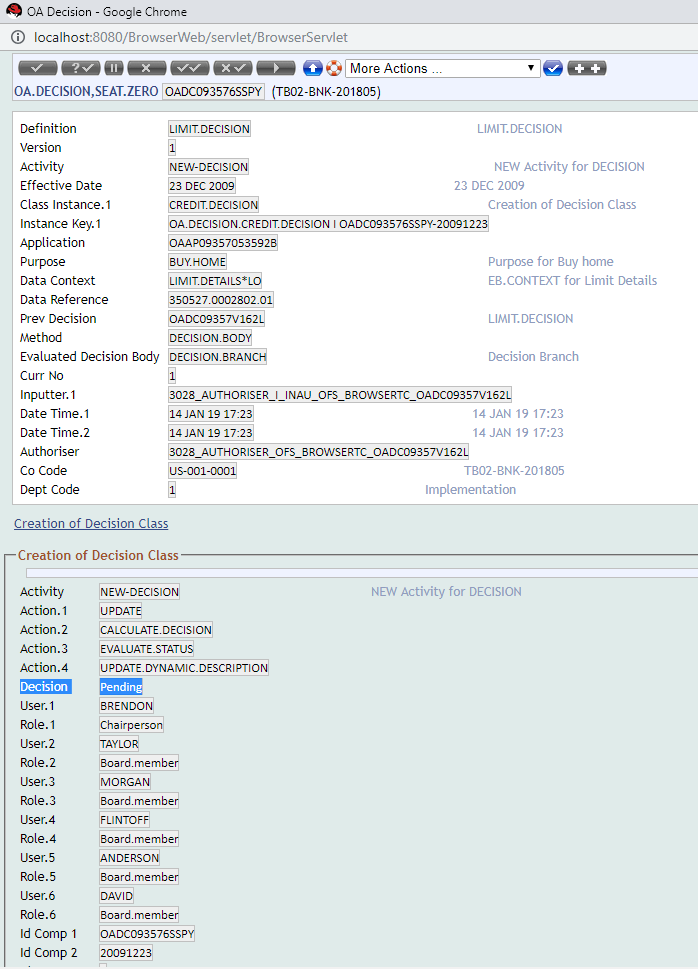 OA Decision - Google Chrome
localhost:8080/BrowserWeb/servlet/BrowserServlet
More Actions ...
OA.DECISION,SEAT.ZERO OADC093576SSPY (TB02-BNK-201805)
Definition LIMIT.DECISION LIMIT.DECISION
Version 1
Activity NEW-DECISION NEW Activity for DECISION
Effective Date 23 DEC 2009 23 DEC 2009
Class Instance.1 CREDIT.DECISION Creation of Decision Class
Instance Key.1 OA.DECISION.CREDIT.DECISION | OADC093576SSPY-20091223
Application OAAP09357053592B
Purpose BUY.HOME Purpose for Buy home
Data Context LIMIT.DETAILS*LO EB.CONTEXT for Limit Details
Data Reference 350527.0002802.01
Prev Decision OADC09357V162L LIMIT.DECISION
Method DECISION.BODY
Evaluated Decision Body DECISION.BRANCH Decision Branch
Curr No 1
Inputter.1 3028_AUTHORISER_I_INAU_OFS_BROWSERTC_OADC09357V162L
Date Time.1 14 JAN 19 17:23 14 JAN 19 17:23
Date Time.2 14 JAN 19 17:23 14 JAN 19 17:23
Authoriser 3028_AUTHORISER_OFS_BROWSERTC_OADC09357V162L
Co Code US-001-0001 TB02-BNK-201805
Dept Code 1 Implementation
Creation of Decision Class
Creation of Decision Class
Activity NEW-DECISION NEW Activity for DECISION
Action.1 UPDATE
Action.2 CALCULATE.DECISION
Action.3 EVALUATE.STATUS
Action.4 UPDATE.DYNAMIC.DESCRIPTION
Decision Pending
User.1 BRENDON
Role.1 Chairperson
User.2 TAYLOR
Role.2 Board.member
User.3 MORGAN
Role.3 Board.member
User.4 FLINTOFF
Role.4 Board.member
User.5 ANDERSON
Role.5 Board.member
User.6 DAVID
Role.6 Board.member
Id Comp 1 OADC093576SSPY
Id Comp 2 20091223